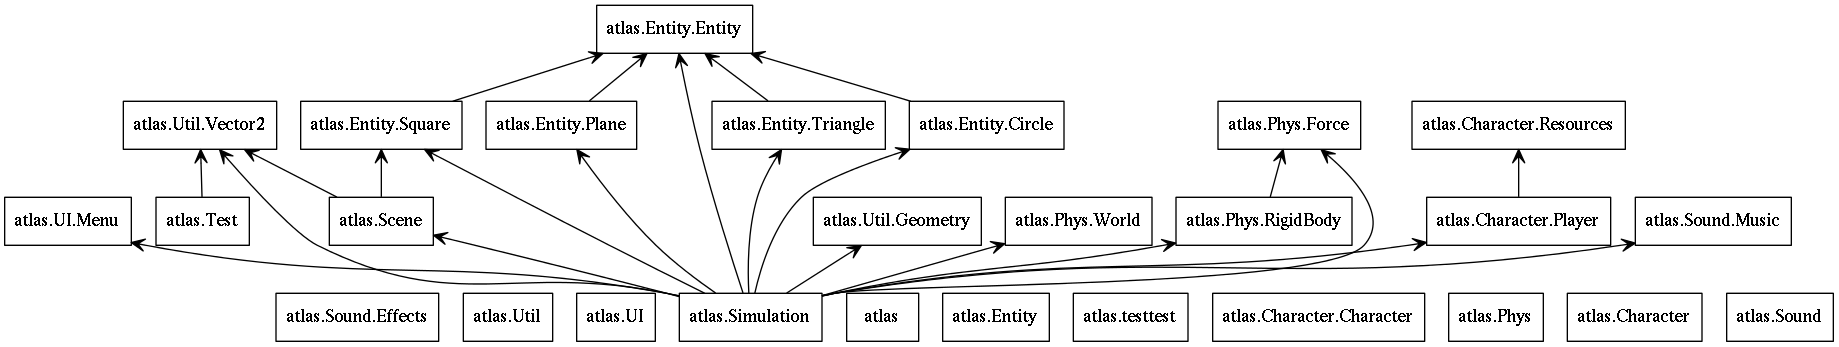 atlas.Entity.Entity
atlas.Util.Vector2
atlas.Entity.Square
atlas.Entity.Plane
atlas.Entity.Triangle
atlas.Entity.Circle
atlas.Phys.Force
atlas.Character.Resources
atlas.UI.Menu
atlas.Test
atlas.Scene
atlas.Util.Geometry
atlas.Phys.World
atlas.Phys.RigidBody
atlas.Character.Player
atlas.Sound.Music
atlas.Sound.Effects
atlas.Util
atlas.UI
atlas.Simulation
atlas
atlas.Entity
atlas.testtest
atlas.Character.Character
atlas.Phys
atlas.Character
atlas.Sound